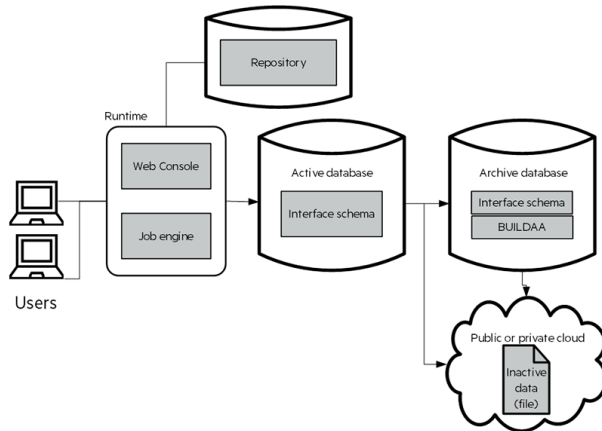 Repository
Runtime
Web Console
Job engine
Users
Active database
Interface schema
Archive database
Interface schema
BUILDAA
Public or private cloud
Inactive
data
(file)